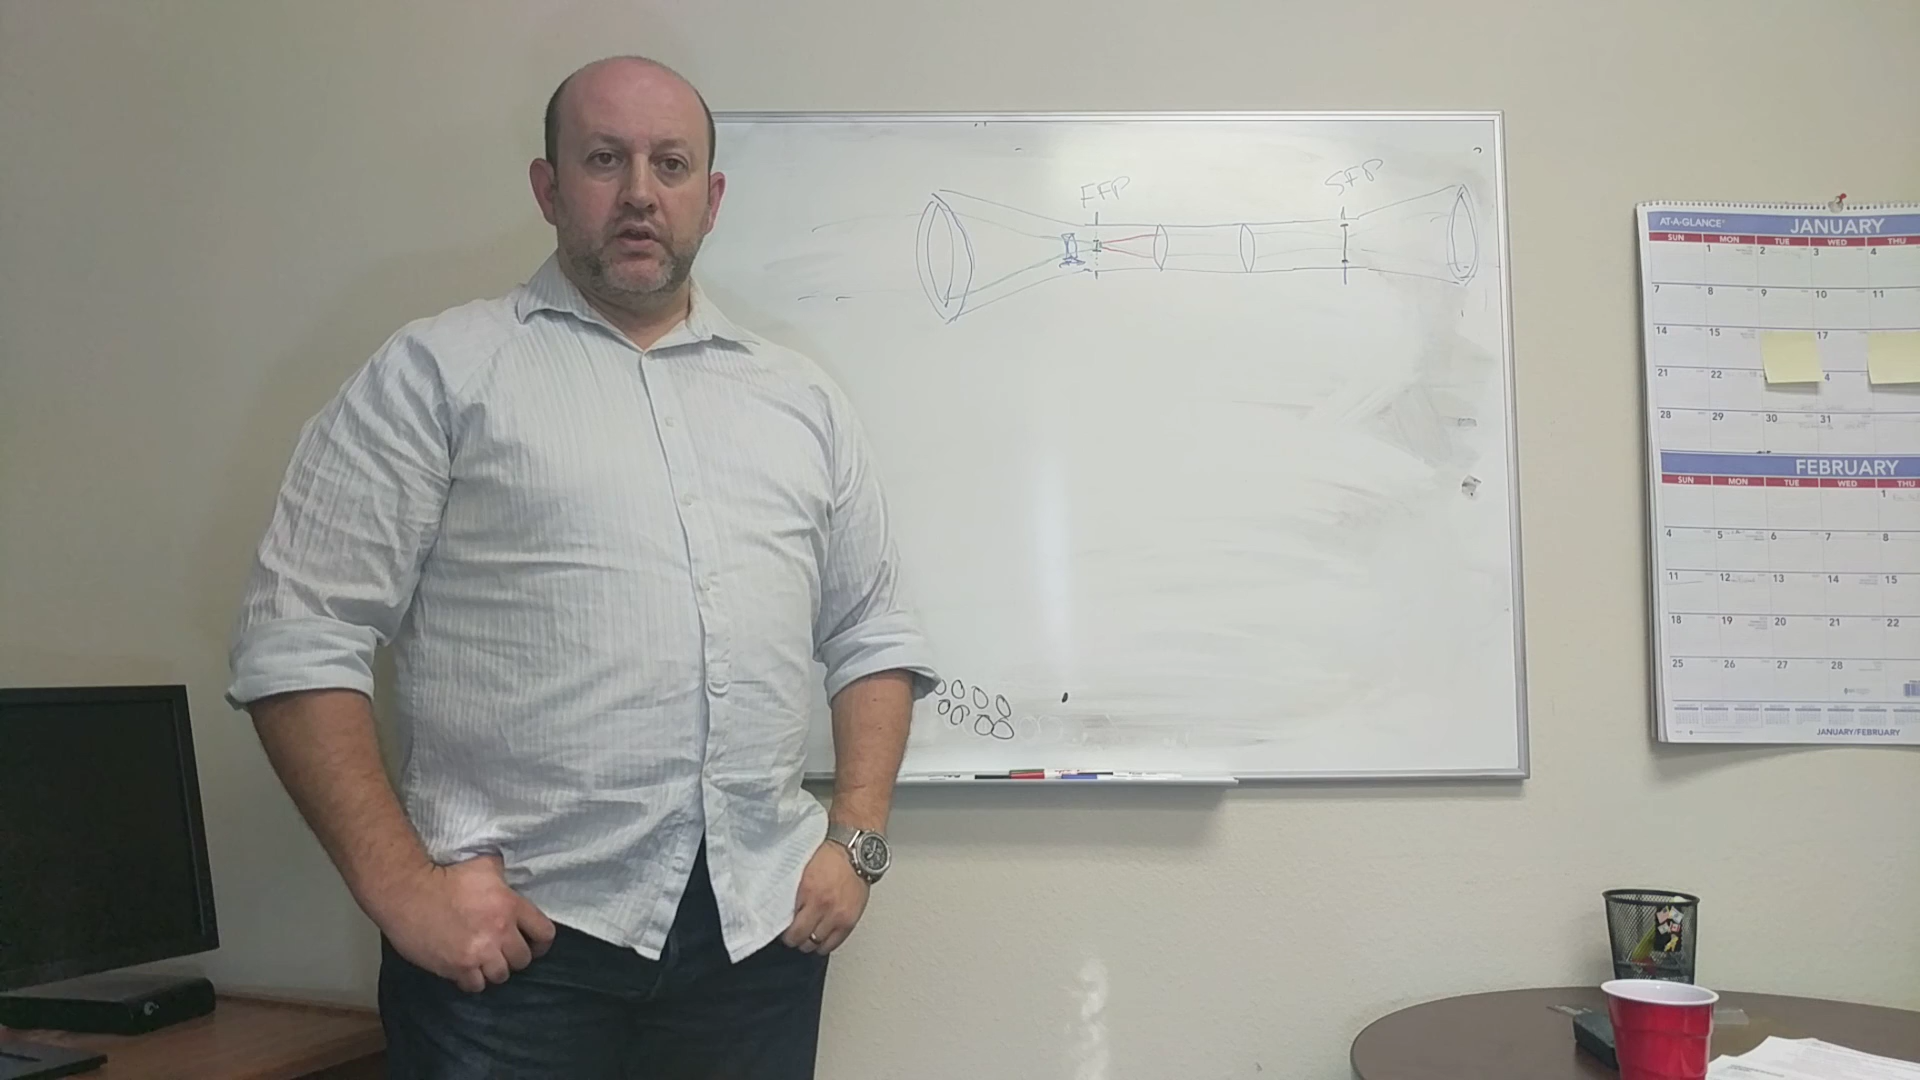 FFP
SFP
AT-A-GLANCE
JANUARY
SUN MON TUE WED THU
1 2 3 4
7 8 9 10 11
14 15 17
21 22 4
28 29 30 31
FEBRUARY
SUN MON TUE WED THU
1
4 5 6 7 8
11 12 13 14 15
18 19 20 21 22
25 26 27 28
JANUARY/FEBRUARY